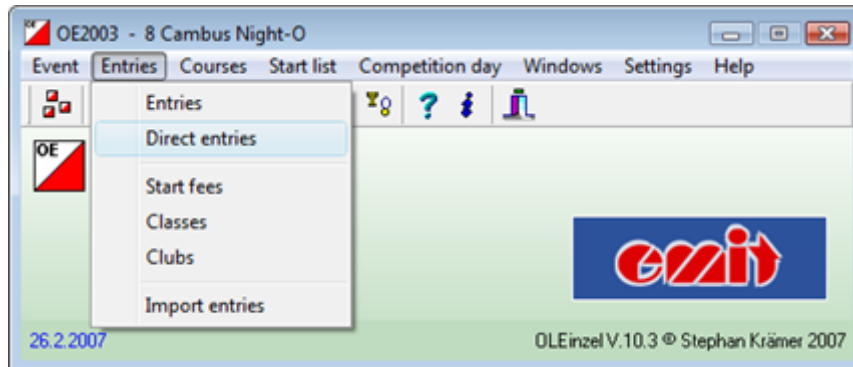 OE2003 - 8 Cambus Night-O
Event Entries Courses Start list Competition day Windows Settings Help
Entries
Direct entries
OE
Start fees
Classes
Clubs
emit
Import entries
26.2.2007 OLEinzel V.10.3 © Stephan Krämer 2007